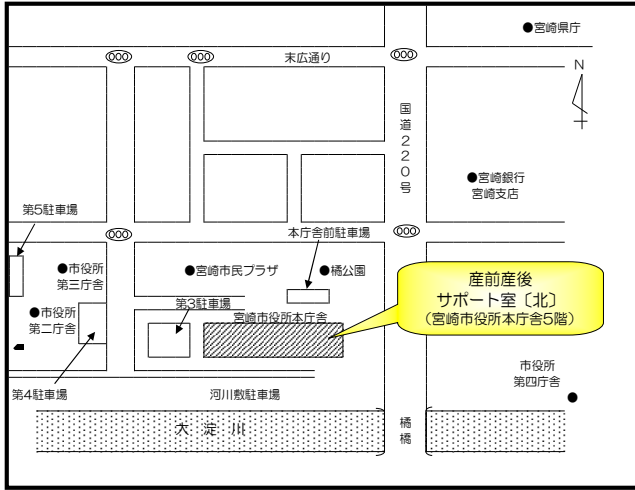 ●宮崎県庁
末広通り
N
国道220号
●宮崎銀行
宮崎支店
第5駐車場
本庁舎前駐車場
●市役所
第三庁舎
●宮崎市民プラザ
●橘公園
産前産後
サポート室〔北〕
(宮崎市役所本庁舎5階)
●市役所
第二庁舎
第3駐車場
宮崎市役所本庁舎
市役所
第四庁舎
第4駐車場
河川敷駐車場
大淀川
橘橋